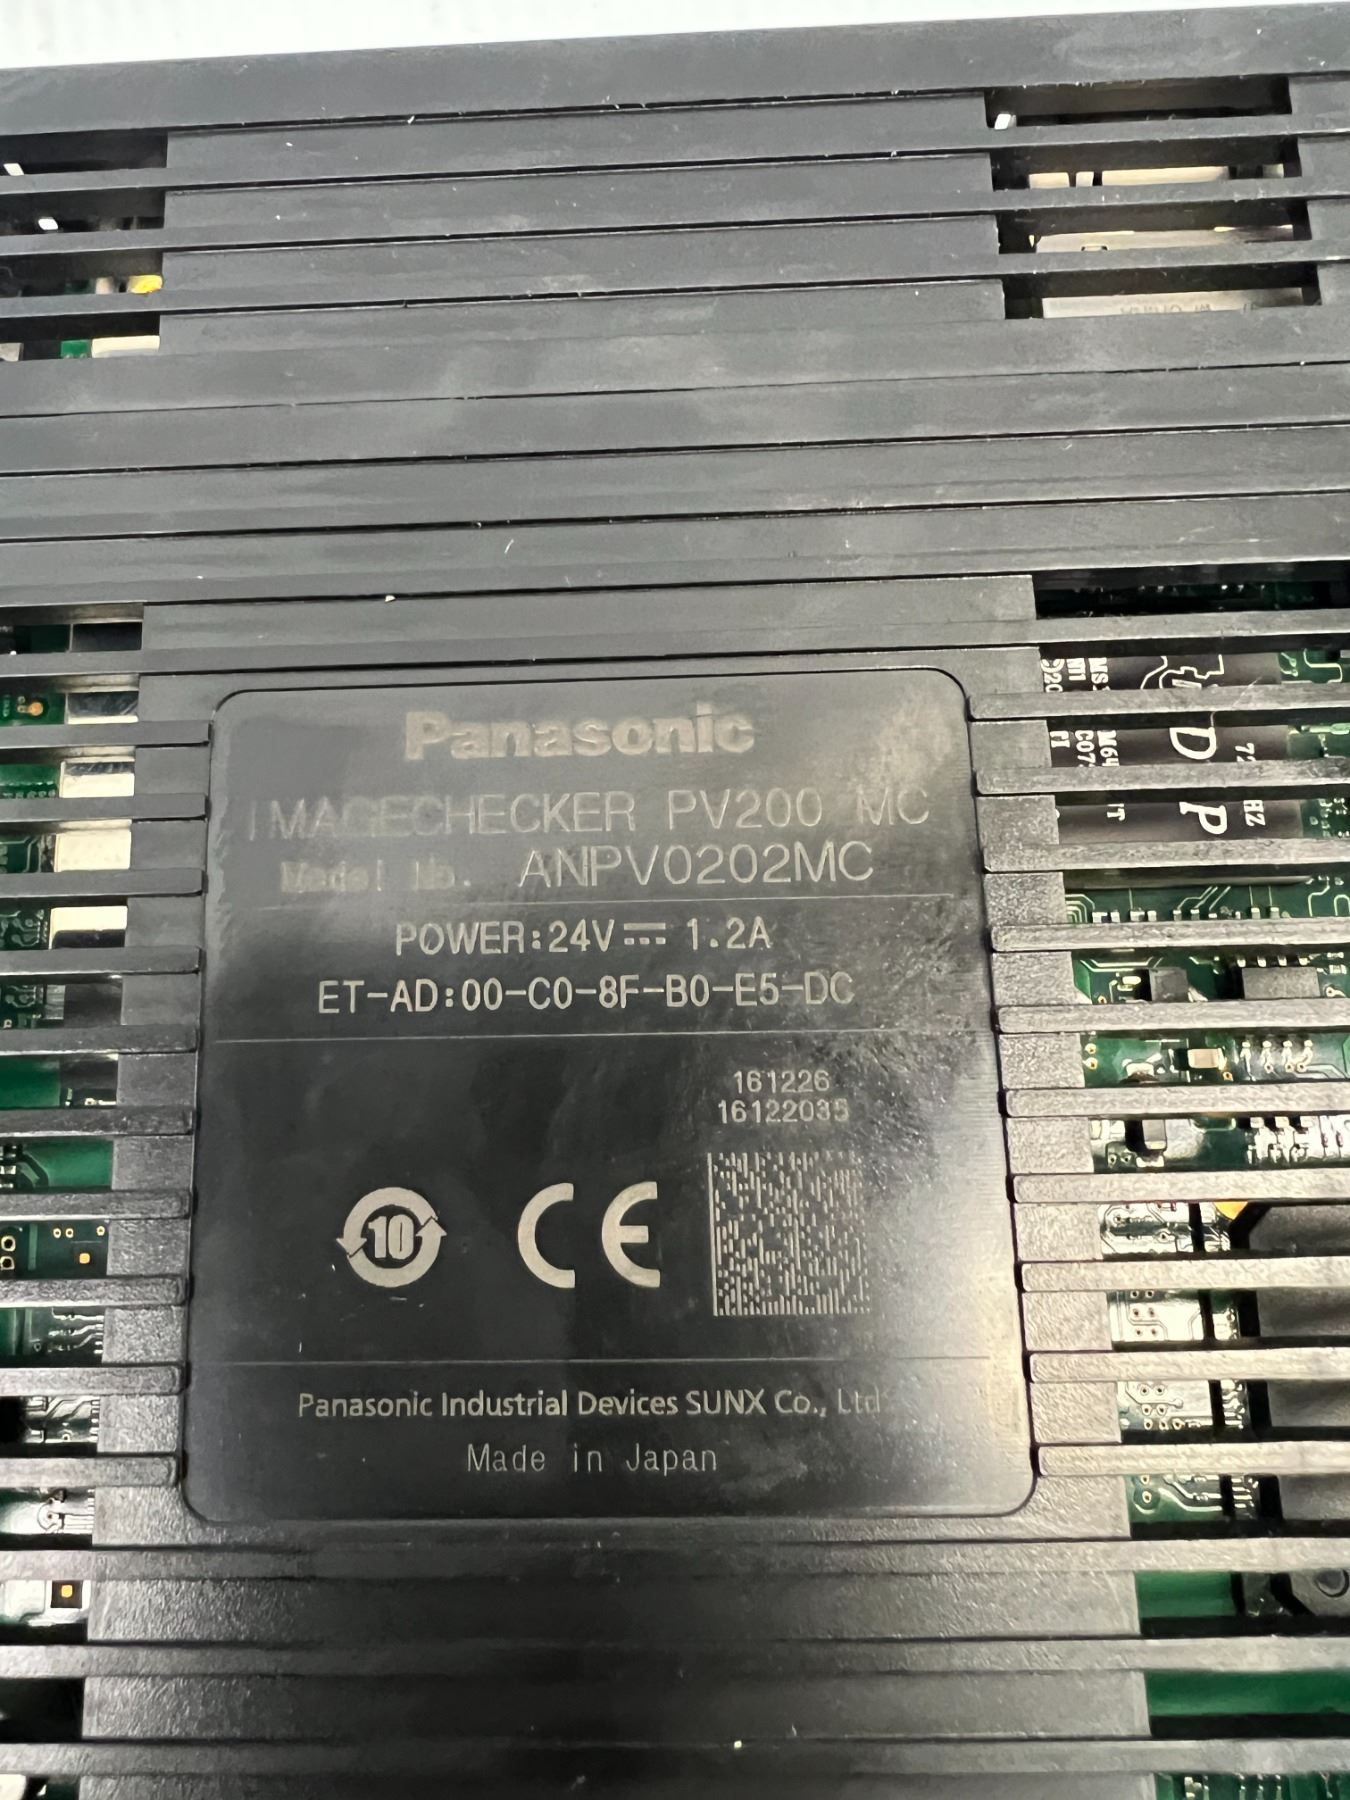 Panasonic
IMAGECHECKER PV200 MC
Model No. ANPV0202MC
POWER:24V⎓ 1.2A
ET-AD:00-C0-8F-B0-E5-DC
161226
16122035
10 CE
Panasonic Industrial Devices SUNX Co., Ltd.
Made in Japan